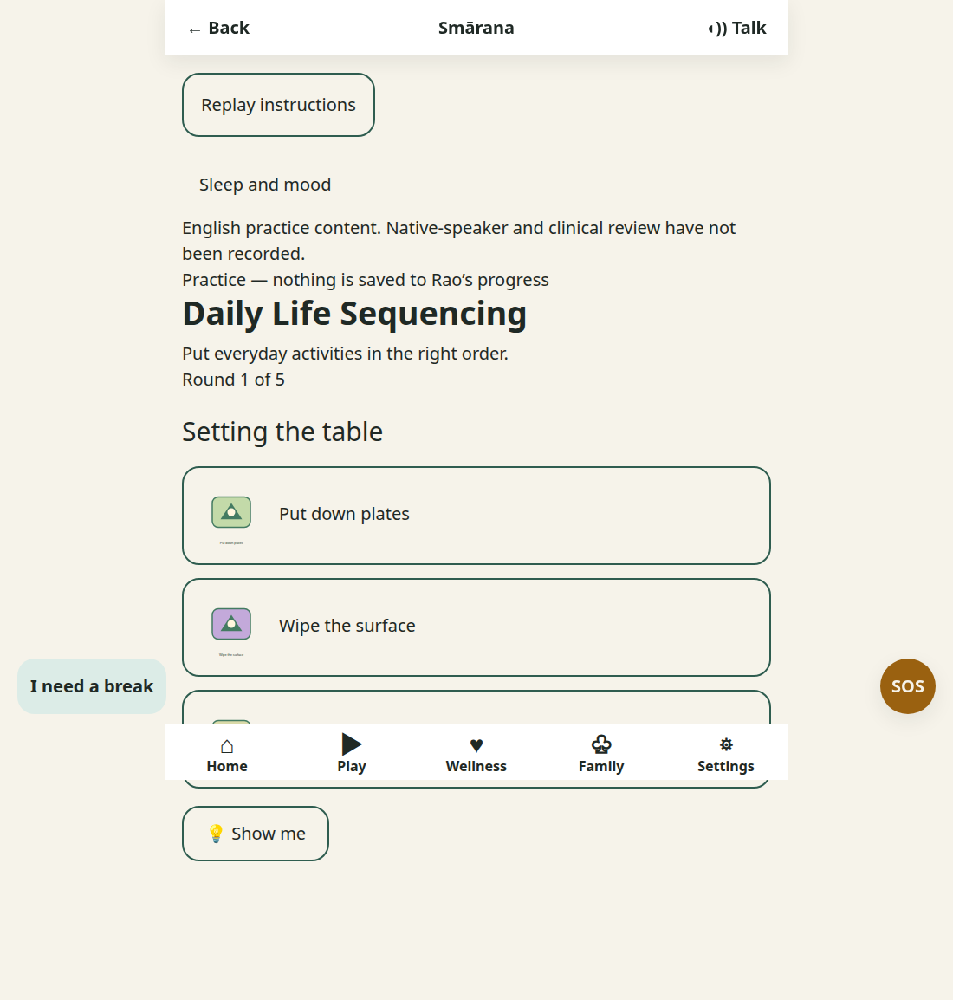 ← Back
Smārana
Talk
Replay instructions
Sleep and mood
English practice content. Native-speaker and clinical review have not
been recorded.
Practice — nothing is saved to Rao’s progress
Daily Life Sequencing
Put everyday activities in the right order.
Round 1 of 5
Setting the table
Put down plates
Put down plates
Wipe the surface
Wipe the surface
I need a break
SOS
Home
Play
Wellness
Family
Settings
💡 Show me